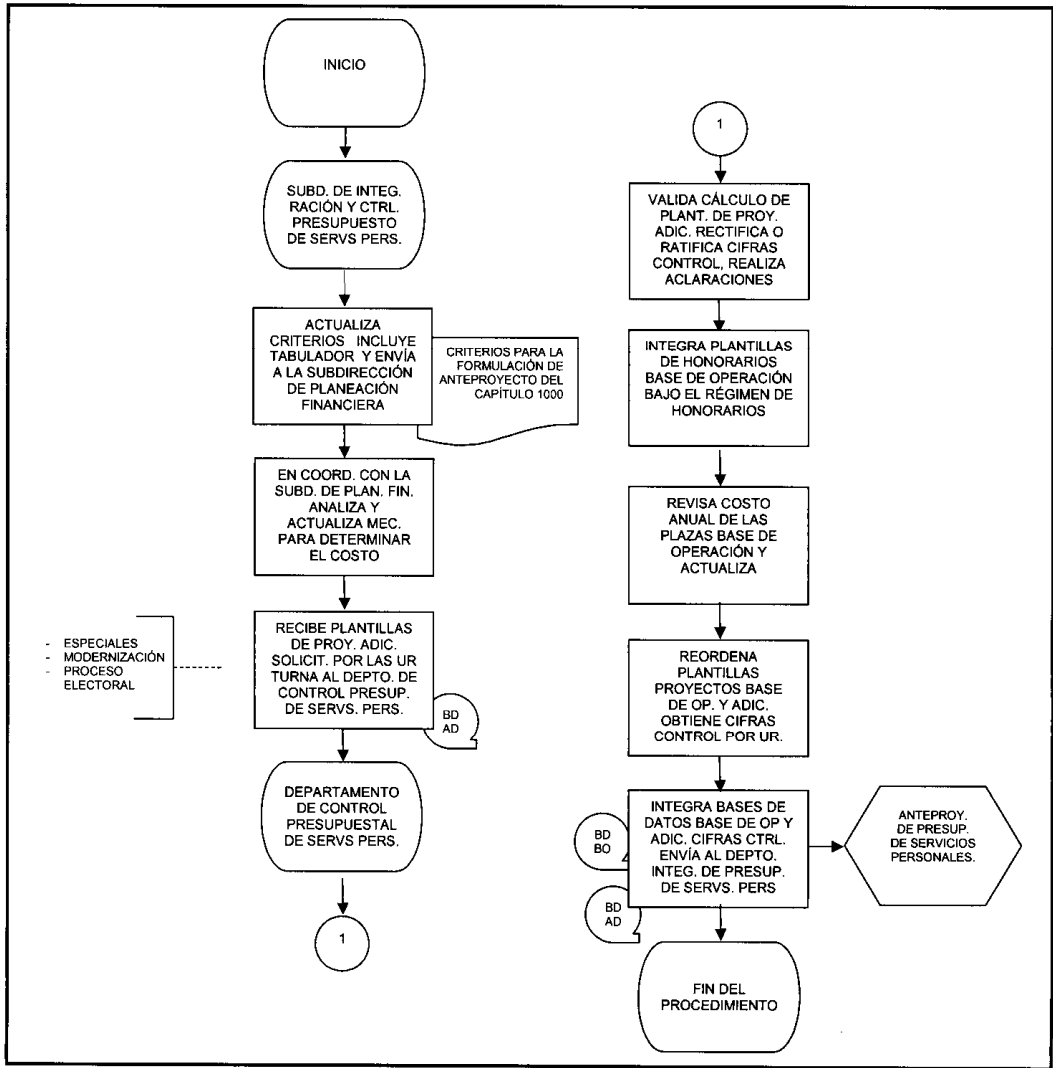 INICIO
SUBD. DE INTEG.
RACIÓN Y CTRL.
PRESUPUESTO
DE SERVS PERS.
ACTUALIZA
CRITERIOS INCLUYE
TABULADOR Y ENVÍA
A LA SUBDIRECCIÓN
DE PLANEACIÓN
FINANCIERA
CRITERIOS PARA LA
FORMULACIÓN DE
ANTEPROYECTO DEL
CAPÍTULO 1000
EN COORD. CON LA
SUBD. DE PLAN. FIN.
ANALIZA Y
ACTUALIZA MEC.
PARA DETERMINAR
EL COSTO
- ESPECIALES
- MODERNIZACIÓN
- PROCESO
ELECTORAL
RECIBE PLANTILLAS
DE PROY. ADIC.
SOLICIT. POR LAS UR
TURNA AL DEPTO. DE
CONTROL PRESUP.
DE SERVS. PERS.
BD
AD
DEPARTAMENTO
DE CONTROL
PRESUPUESTAL
DE SERVS PERS.
1
1
VALIDA CÁLCULO DE
PLANT. DE PROY.
ADIC. RECTIFICA O
RATIFICA CIFRAS
CONTROL, REALIZA
ACLARACIONES
INTEGRA PLANTILLAS
DE HONORARIOS
BASE DE OPERACIÓN
BAJO EL RÉGIMEN DE
HONORARIOS
REVISA COSTO
ANUAL DE LAS
PLAZAS BASE DE
OPERACIÓN Y
ACTUALIZA
REORDENA
PLANTILLAS
PROYECTOS BASE
DE OP. Y ADIC.
OBTIENE CIFRAS
CONTROL POR UR.
INTEGRA BASES DE
DATOS BASE DE OP Y
ADIC. CIFRAS CTRL.
ENVÍA AL DEPTO.
INTEG. DE PRESUP.
DE SERVS. PERS
BD
BO
BD
AD
ANTEPROY.
DE PRESUP.
DE SERVICIOS
PERSONALES.
FIN DEL
PROCEDIMIENTO